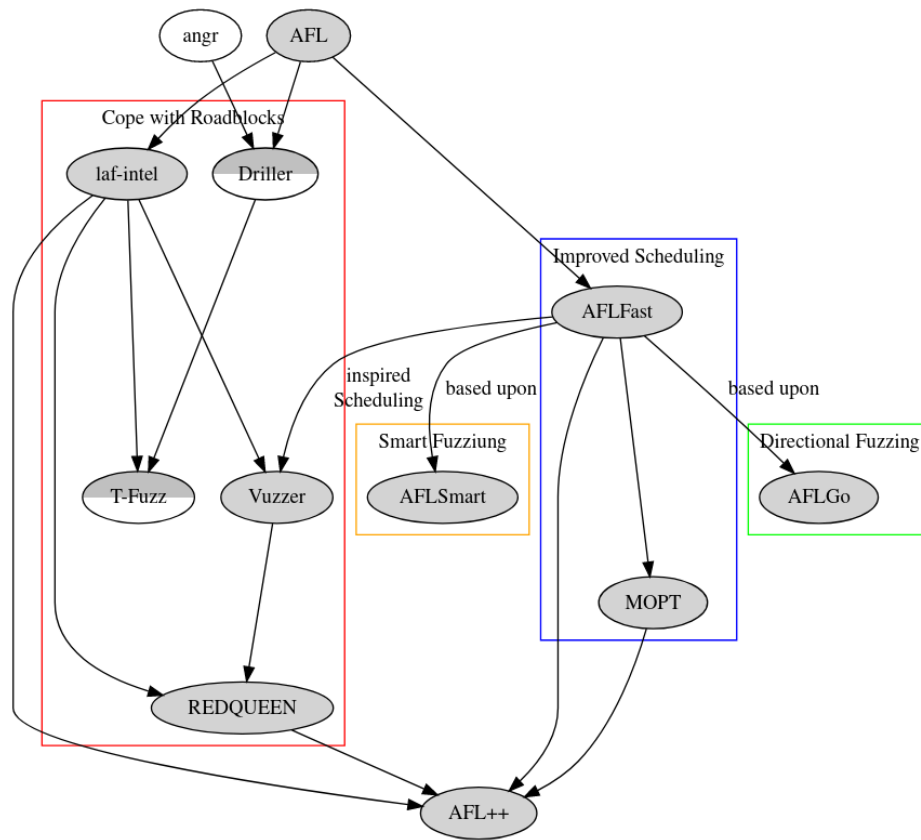 angr
AFL
Cope with Roadblocks
laf-intel
Driller
Improved Scheduling
AFLFast
inspired
Scheduling
based upon
based upon
Smart Fuzziung
Directional Fuzzing
T-Fuzz
Vuzzer
AFLSmart
AFLGo
MOPT
REDQUEEN
AFL++